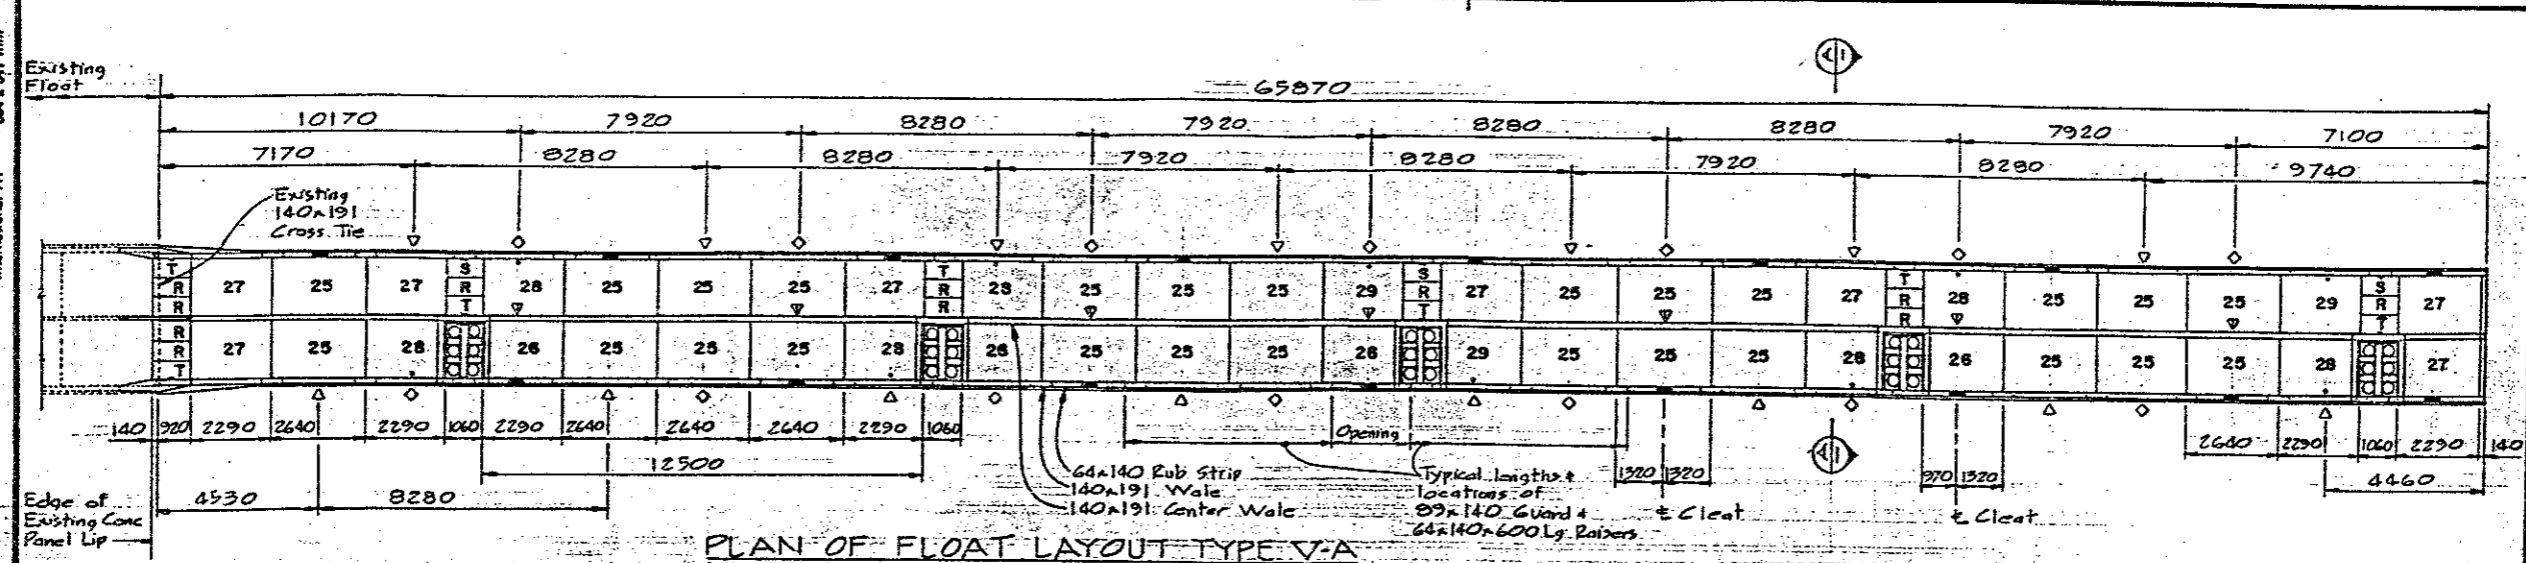 Existing
Float
65870
10170 7920 8280 7920 8280 8280 7920 7100
7170 8280 8280 7920 8280 7920 8280 9740
Existing
140x191
Cross Tie
T S T S T S
R 27 25 27 R 28 25 25 25 27 R 28 25 25 25 29 R 27 25 25 25 27 R 28 25 25 25 29 R 27
R T R T R T
R
R 27 25 28 26 25 25 25 28 26 25 25 25 28 29 25 25 25 28 26 25 25 25 28 27
T
140 920 2290 2640 2290 1060 2290 2640 2640 2640 2290 1060 Opening 1320 1320 970 1320 2640 2290 1060 2290 140
12500
4530 8280 4460
64x140 Rub Strip
140x191 Wale
140x191 Center Wale
Typical lengths &
locations of
89x140 Guard &
64x140x600 Lg. Raisers
℄ Cleat
℄ Cleat
Edge of
Existing Conc
Panel Lip
PLAN OF FLOAT LAYOUT TYPE V-A